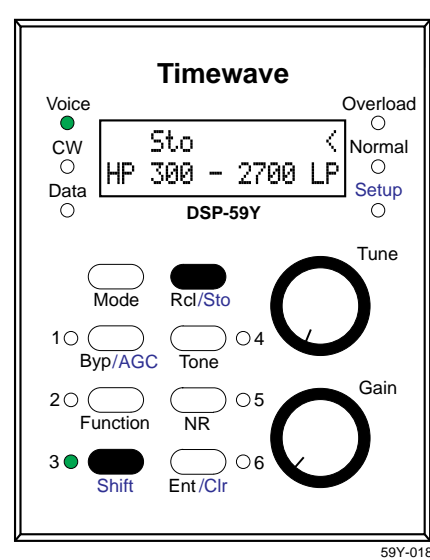 Timewave
Voice
Overload
CW
Normal
Data
Setup
Sto <
HP 300 - 2700 LP
DSP-59Y
Tune
Mode
Rcl/Sto
1
Byp/AGC
Tone
4
Gain
2
Function
NR
5
3
Shift
Ent/Clr
6
59Y-018